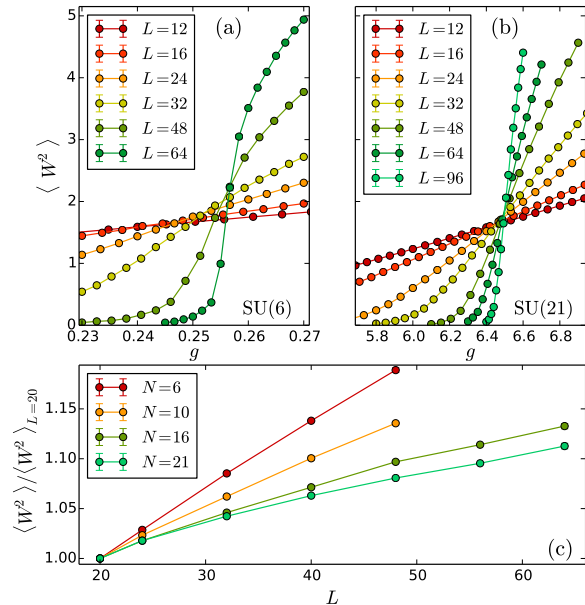 (a)
L=12
L=16
L=24
L=32
L=48
L=64
SU(6)
⟨W²⟩
0 1 2 3 4 5
0.23 0.24 0.25 0.26 0.27
g
(b)
L=12
L=16
L=24
L=32
L=48
L=64
L=96
SU(21)
5.8 6.0 6.2 6.4 6.6 6.8
g
N=6
N=10
N=16
N=21
(c)
⟨W²⟩/⟨W²⟩_{L=20}
1.00 1.05 1.10 1.15
20 30 40 50 60
L